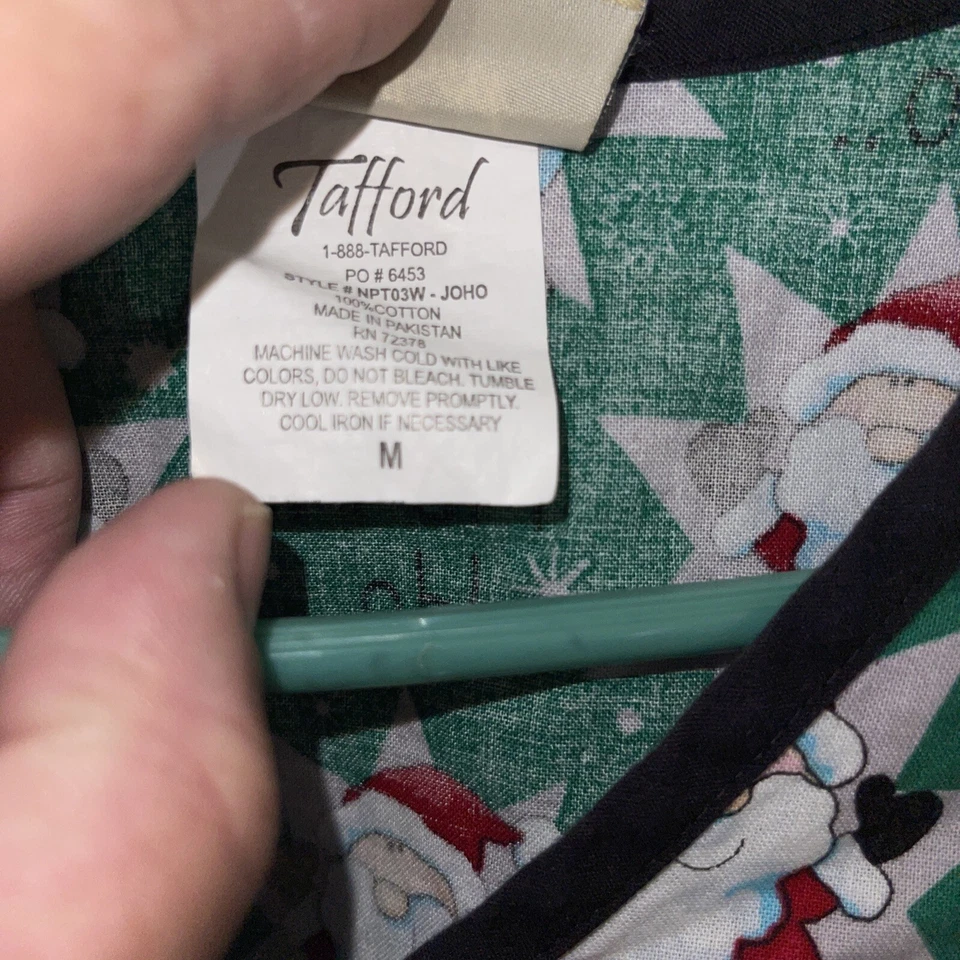 Tafford
1-888-TAFFORD
PO # 6453
STYLE # NPT03W - JOHO
100%COTTON
MADE IN PAKISTAN
RN 72378
MACHINE WASH COLD WITH LIKE
COLORS, DO NOT BLEACH. TUMBLE
DRY LOW. REMOVE PROMPTLY.
COOL IRON IF NECESSARY
M